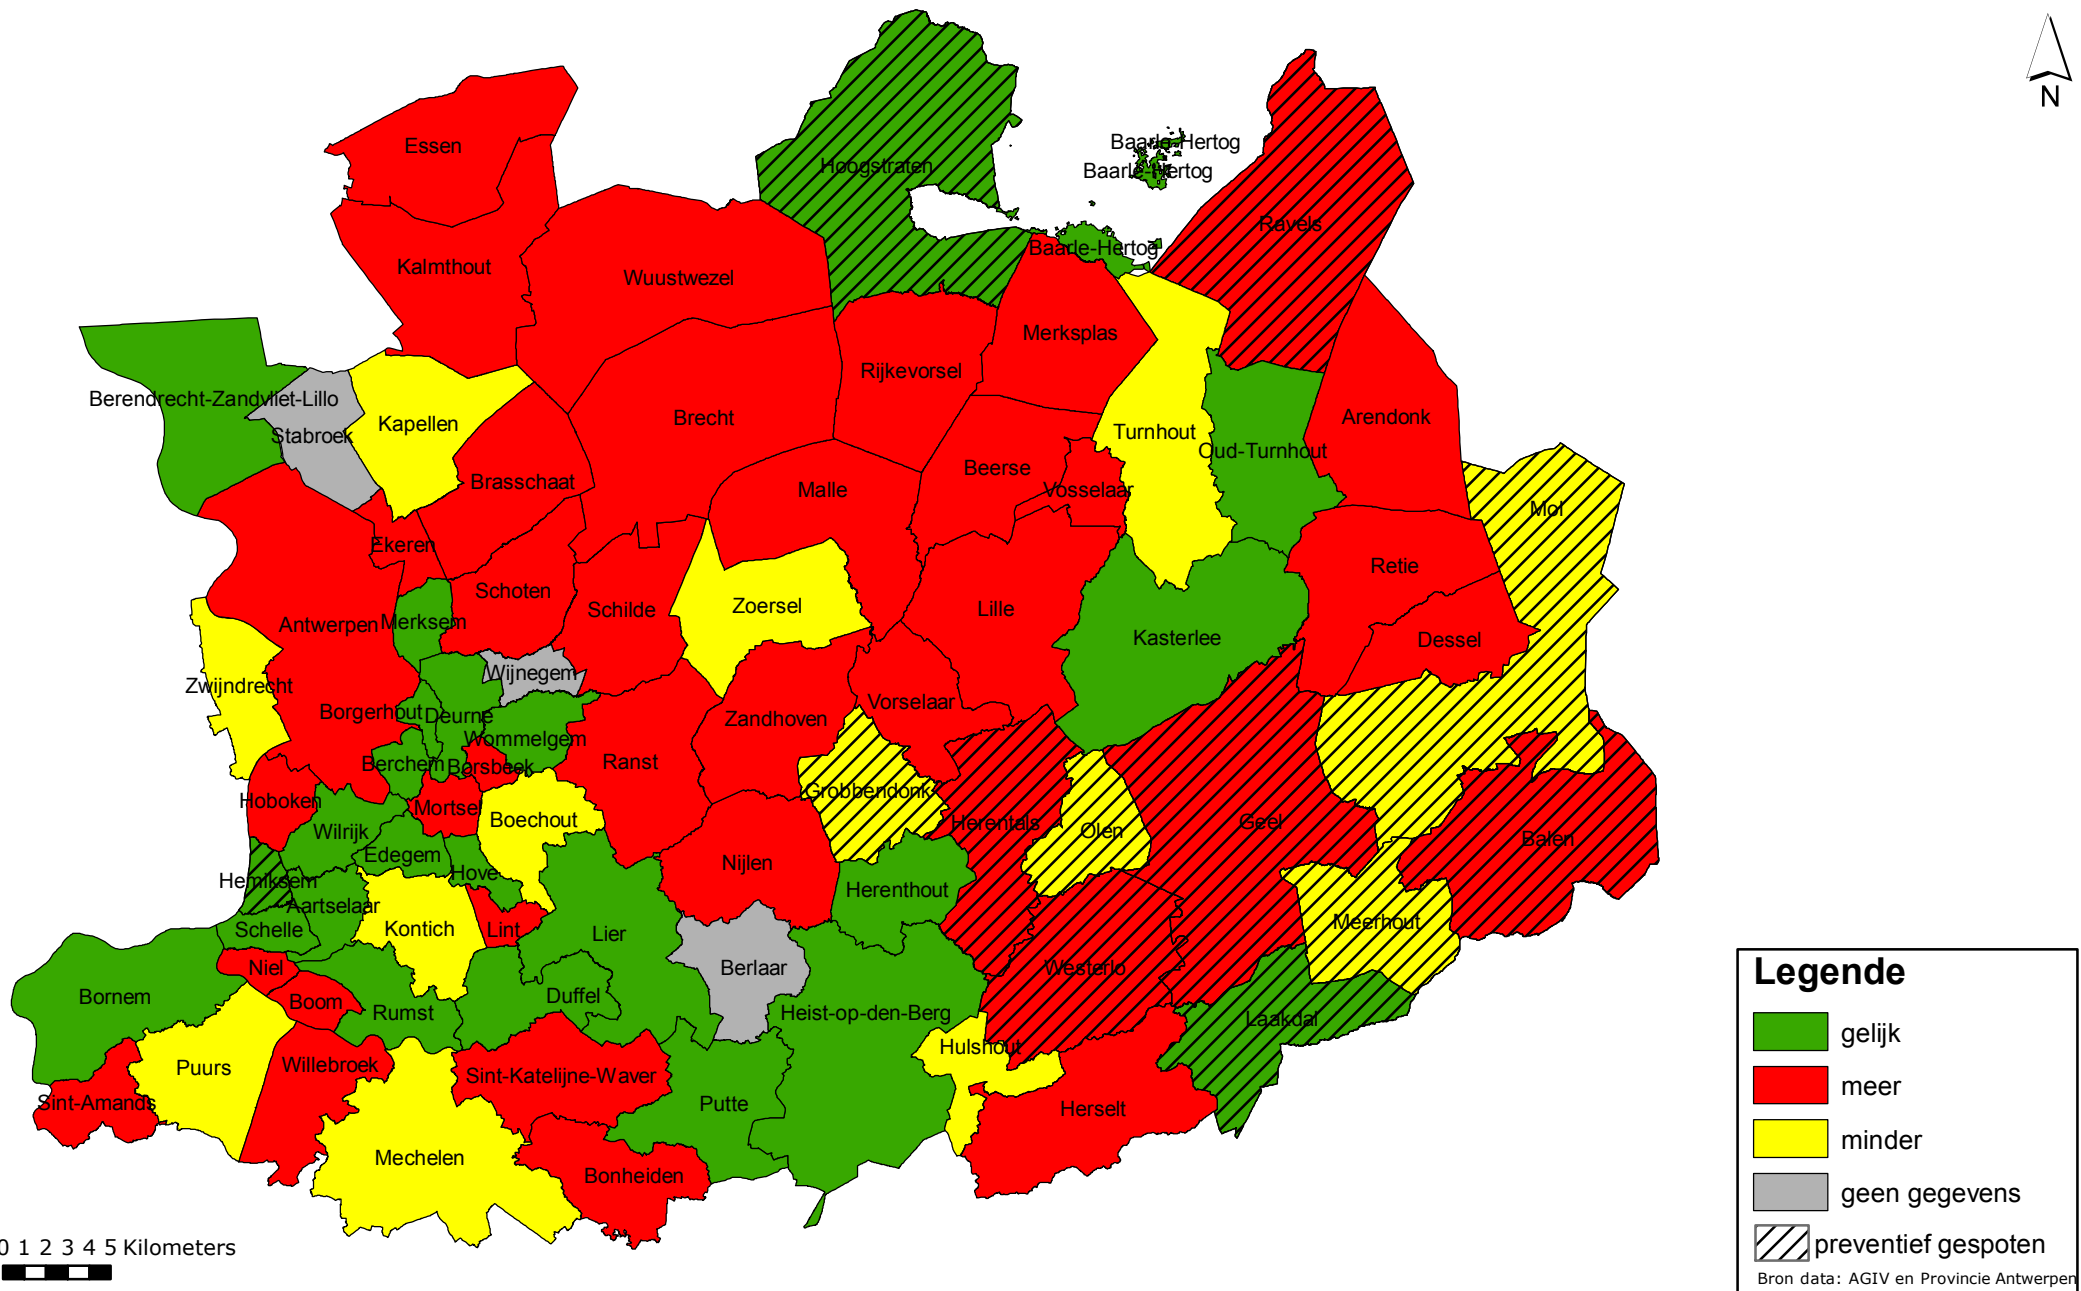 N
Essen
Hoogstraten
Baarle-Hertog
Baarle-Hertog
Ravels
Baarle-Hertog
Kalmthout
Wuustwezel
Merksplas
Rijkevorsel
Berendrecht-Zandvliet-Lillo
Stabroek
Kapellen
Brecht
Turnhout
Arendonk
Oud-Turnhout
Beerse
Brasschaat
Malle
Vosselaar
Mol
Ekeren
Retie
Schoten
Schilde
Zoersel
Lille
Antwerpen
Merksem
Kasterlee
Dessel
Wijnegem
Zwijndrecht
Vorselaar
Borgerhout
Deurne
Zandhoven
Wommelgem
Berchem
Borsbeek
Ranst
Grobbendonk
Hoboken
Mortsel
Boechout
Herentals
Olen
Geel
Wilrijk
Balen
Edegem
Hove
Nijlen
Hemiksem
Herenthout
Aartselaar
Schelle
Kontich
Lint
Lier
Meerhout
Niel
Berlaar
Westerlo
Bornem
Boom
Duffel
Rumst
Heist-op-den-Berg
Laakdal
Hulshout
Puurs
Willebroek
Sint-Katelijne-Waver
Sint-Amands
Putte
Herselt
Mechelen
Bonheiden
0 1 2 3 4 5 Kilometers
Legende
gelijk
meer
minder
geen gegevens
preventief gespoten
Bron data: AGIV en Provincie Antwerpen